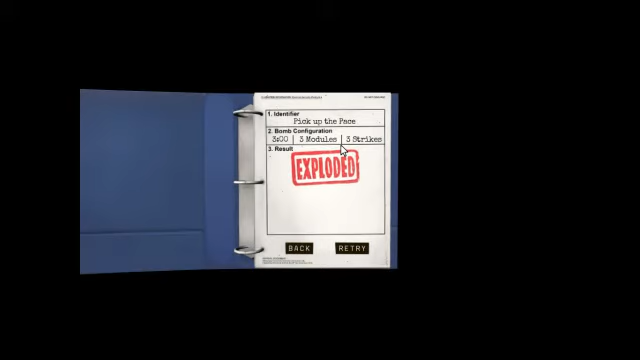 1. Identifier
Pick up the Pace
2. Bomb Configuration
3:00 3 Modules 3 Strikes
3. Result
EXPLODED
BACK RETRY